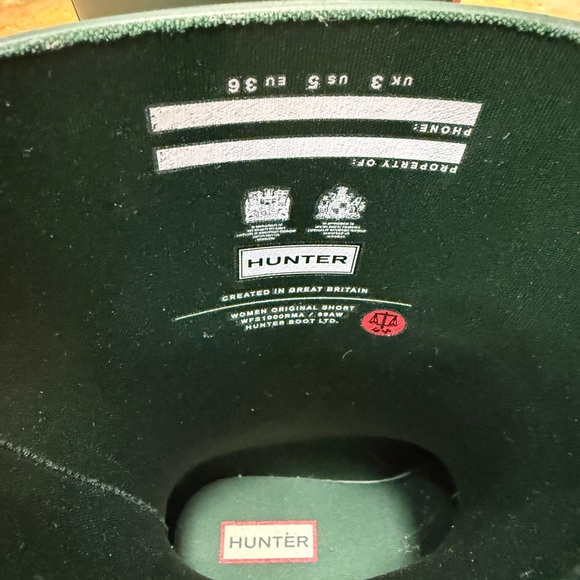 UK 3 US 5 EU 36
PHONE:
PROPERTY OF:
HUNTER
CREATED IN GREAT BRITAIN
WOMEN ORIGINAL SHORT
WFS1000RMA / 99AW
HUNTER BOOT LTD.
HUNTER